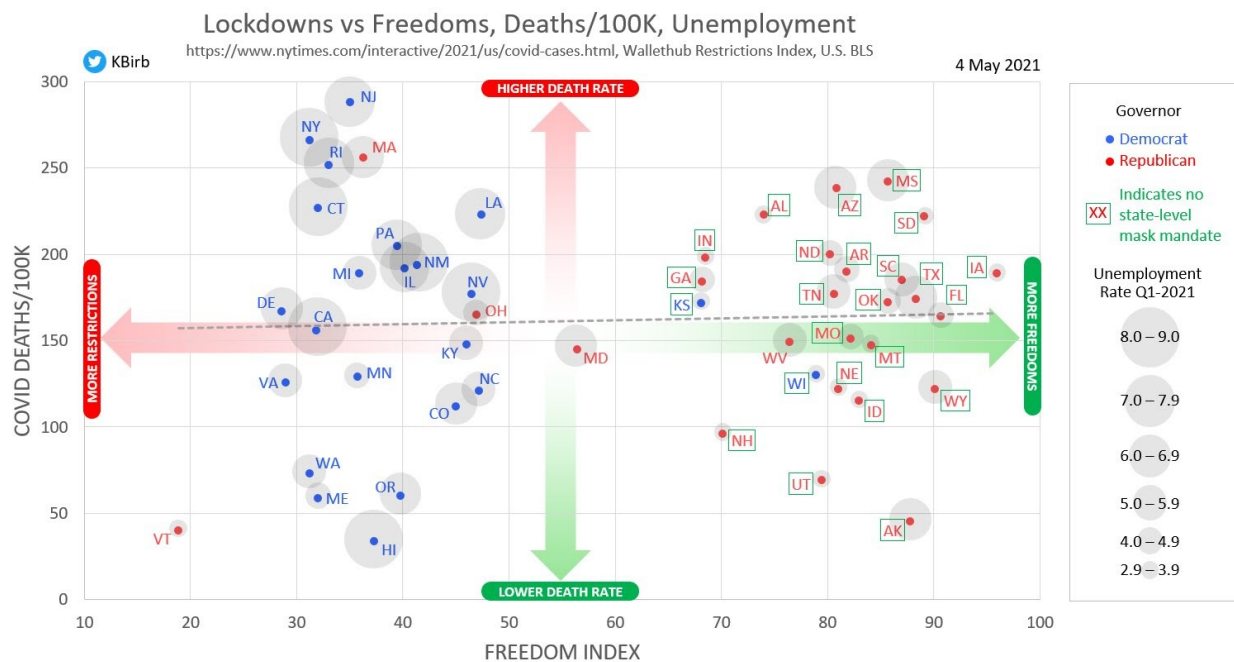 Lockdowns vs Freedoms, Deaths/100K, Unemployment
https://www.nytimes.com/interactive/2021/us/covid-cases.html, Wallethub Restrictions Index, U.S. BLS
KBirb
4 May 2021
COVID DEATHS/100K
300
250
200
150
100
50
0
HIGHER DEATH RATE
MORE RESTRICTIONS
MORE FREEDOMS
LOWER DEATH RATE
NJ
NY
RI
MA
CT
LA
PA
NM
IL
MI
NV
DE
CA
OH
KY
MD
VA
MN
NC
CO
WA
ME
OR
VT
HI
AL
AZ
MS
SD
IN
ND
AR
GA
SC
TX
IA
KS
TN
OK
FL
WV
MO
MT
WI
NE
ID
WY
NH
UT
AK
10
20
30
40
50
60
70
80
90
100
FREEDOM INDEX
Governor
Democrat
Republican
XX
Indicates no
state-level
mask mandate
Unemployment
Rate Q1-2021
8.0 – 9.0
7.0 – 7.9
6.0 – 6.9
5.0 – 5.9
4.0 – 4.9
2.9 – 3.9